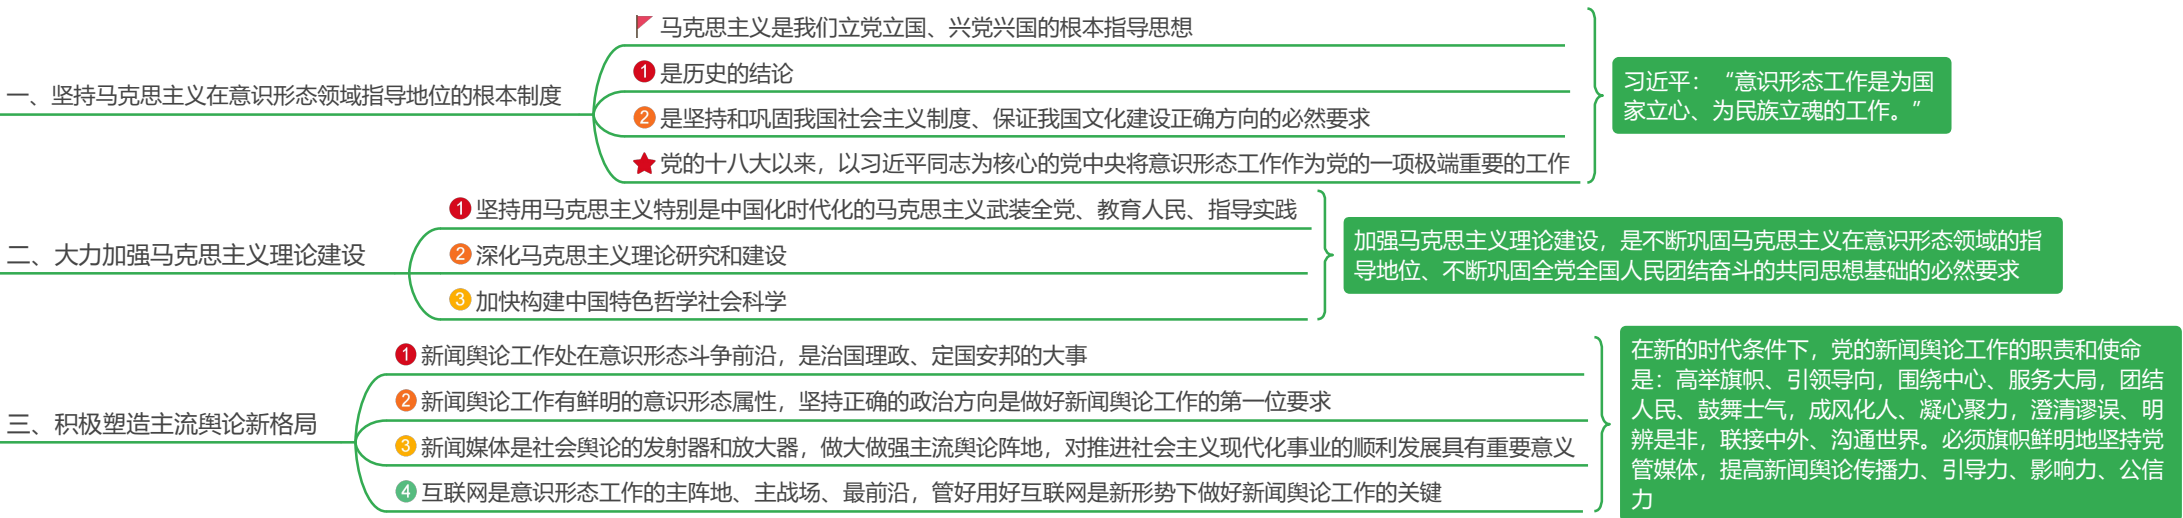 一、坚持马克思主义在意识形态领域指导地位的根本制度
马克思主义是我们立党立国、兴党兴国的根本指导思想
1 是历史的结论
2 是坚持和巩固我国社会主义制度、保证我国文化建设正确方向的必然要求
党的十八大以来，以习近平同志为核心的党中央将意识形态工作作为党的一项极端重要的工作
习近平：“意识形态工作是为国
家立心、为民族立魂的工作。”
二、大力加强马克思主义理论建设
1 坚持用马克思主义特别是中国化时代化的马克思主义武装全党、教育人民、指导实践
2 深化马克思主义理论研究和建设
3 加快构建中国特色哲学社会科学
加强马克思主义理论建设，是不断巩固马克思主义在意识形态领域的指
导地位、不断巩固全党全国人民团结奋斗的共同思想基础的必然要求
三、积极塑造主流舆论新格局
1 新闻舆论工作处在意识形态斗争前沿，是治国理政、定国安邦的大事
2 新闻舆论工作有鲜明的意识形态属性，坚持正确的政治方向是做好新闻舆论工作的第一位要求
3 新闻媒体是社会舆论的发射器和放大器，做大做强主流舆论阵地，对推进社会主义现代化事业的顺利发展具有重要意义
4 互联网是意识形态工作的主阵地、主战场、最前沿，管好用好互联网是新形势下做好新闻舆论工作的关键
在新的时代条件下，党的新闻舆论工作的职责和使命
是：高举旗帜、引领导向，围绕中心、服务大局，团结
人民、鼓舞士气，成风化人、凝心聚力，澄清谬误、明
辨是非，联接中外、沟通世界。必须旗帜鲜明地坚持党
管媒体，提高新闻舆论传播力、引导力、影响力、公信
力